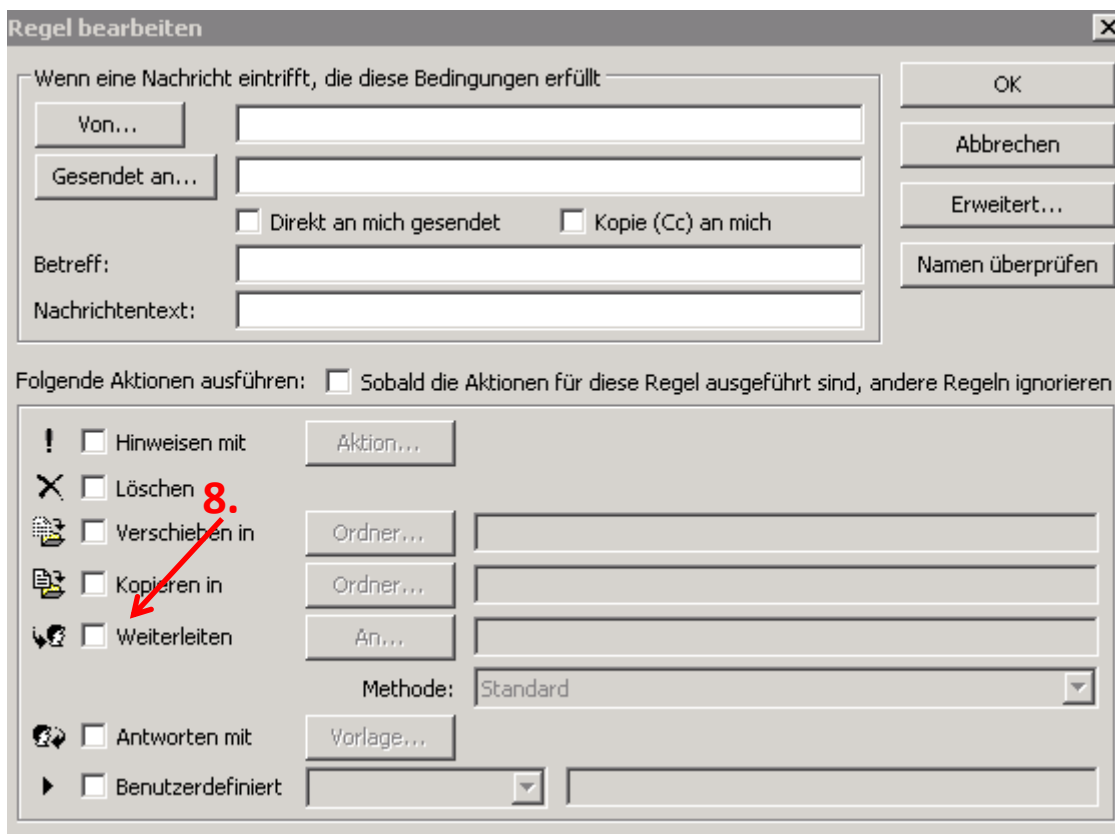 Regel bearbeiten
Wenn eine Nachricht eintrifft, die diese Bedingungen erfüllt
OK
Von...
Abbrechen
Gesendet an...
Erweitert...
Direkt an mich gesendet Kopie (Cc) an mich
Betreff:
Namen überprüfen
Nachrichtentext:
Folgende Aktionen ausführen: Sobald die Aktionen für diese Regel ausgeführt sind, andere Regeln ignorieren
! Hinweisen mit Aktion...
Löschen
8.
Verschieben in Ordner...
Kopieren in Ordner...
Weiterleiten An...
Methode: Standard
Antworten mit Vorlage...
Benutzerdefiniert